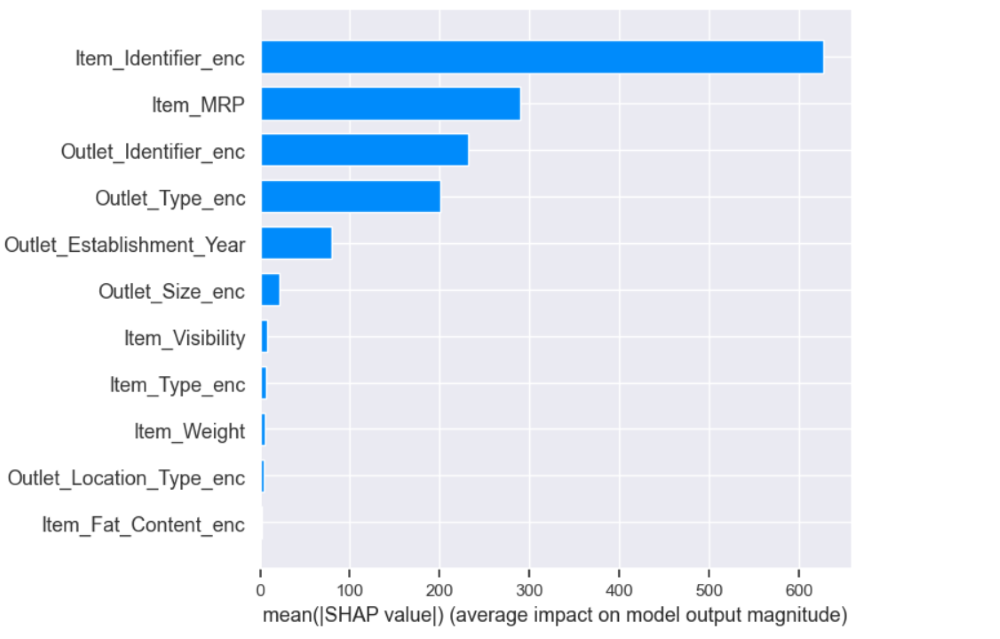 Item_Identifier_enc
Item_MRP
Outlet_Identifier_enc
Outlet_Type_enc
Outlet_Establishment_Year
Outlet_Size_enc
Item_Visibility
Item_Type_enc
Item_Weight
Outlet_Location_Type_enc
Item_Fat_Content_enc
0 100 200 300 400 500 600
mean(|SHAP value|) (average impact on model output magnitude)